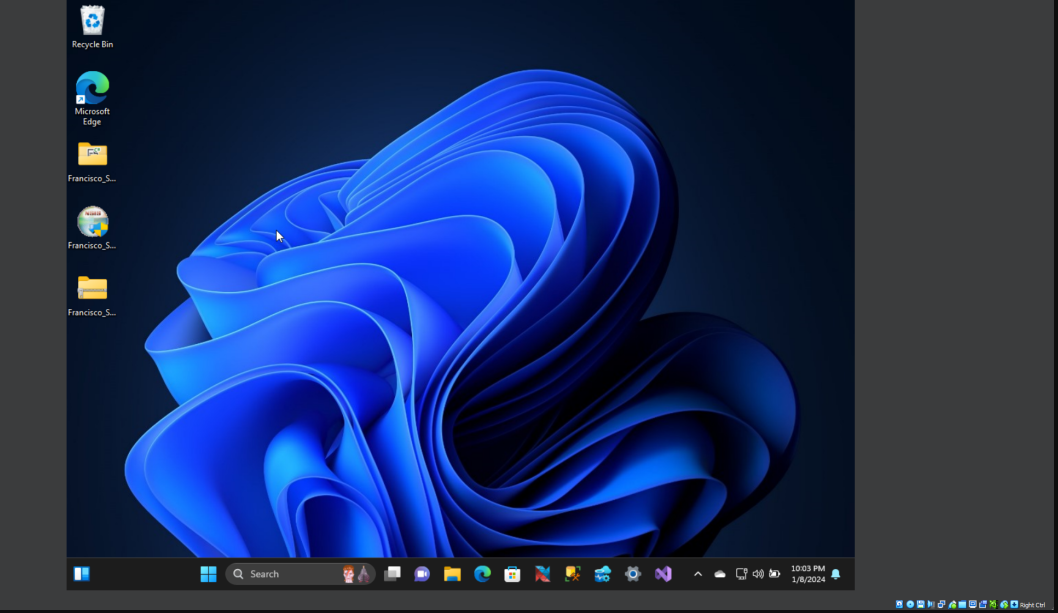 Recycle Bin
Microsoft
Edge
Francisco_S...
Francisco_S...
Francisco_S...
Search
10:03 PM
1/8/2024
Right Ctrl